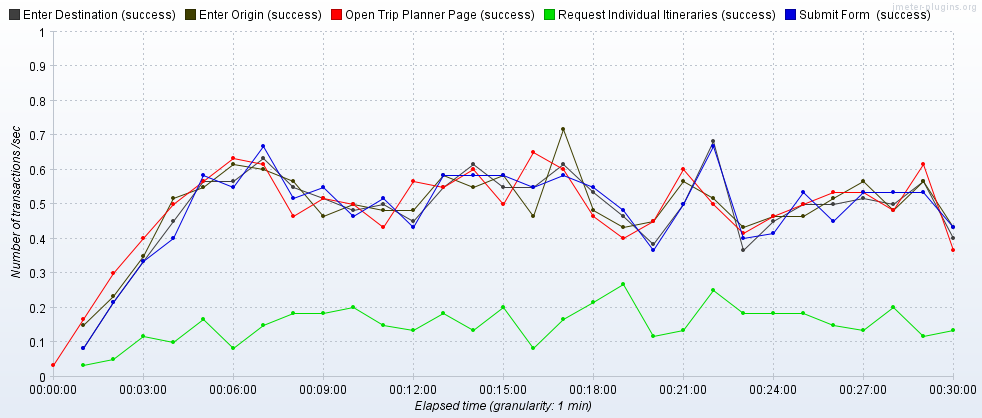 jmeter-plugins.org
Enter Destination (success) Enter Origin (success) Open Trip Planner Page (success) Request Individual Itineraries (success) Submit Form (success)
1
0.9
0.8
0.7
0.6
0.5
0.4
0.3
0.2
0.1
0
Number of transactions /sec
00:00:00 00:03:00 00:06:00 00:09:00 00:12:00 00:15:00 00:18:00 00:21:00 00:24:00 00:27:00 00:30:00
Elapsed time (granularity: 1 min)